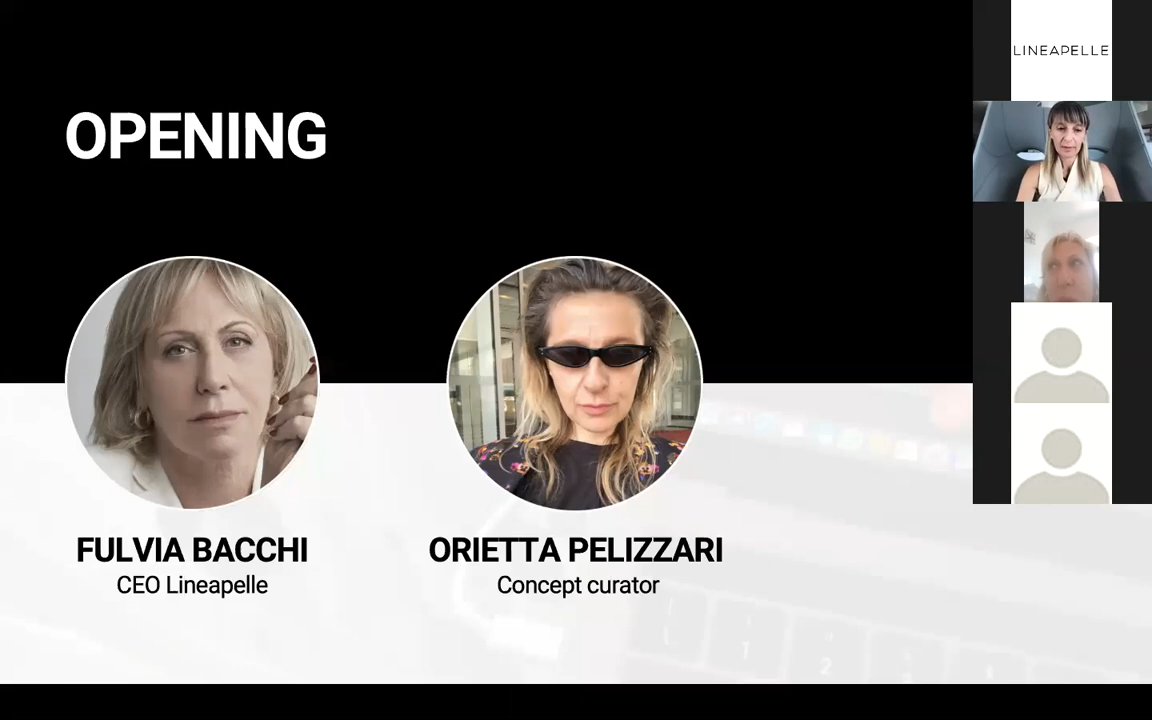 OPENING
LINEAPELLE
FULVIA BACCHI
CEO Lineapelle
ORIETTA PELIZZARI
Concept curator